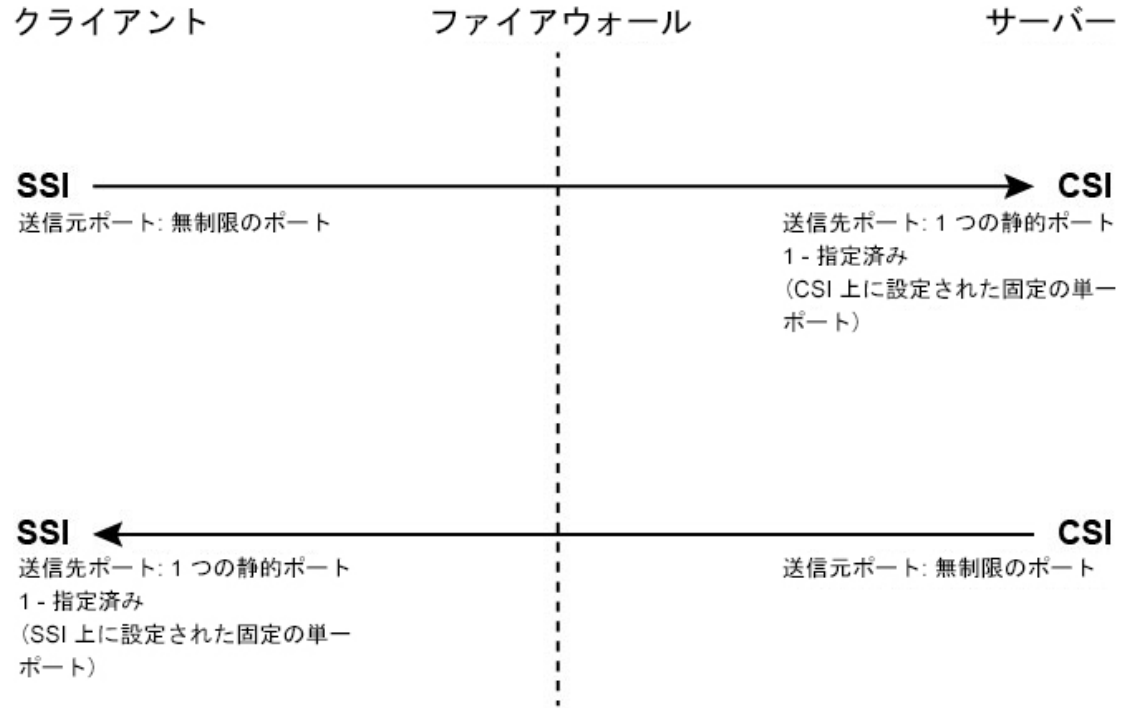 クライアント
ファイアウォール
サーバー
SSI
CSI
送信元ポート: 無制限のポート
送信先ポート: 1 つの静的ポート
1 - 指定済み
（CSI 上に設定された固定の単一
ポート）
SSI
CSI
送信先ポート: 1 つの静的ポート
1 - 指定済み
（SSI 上に設定された固定の単一
ポート）
送信元ポート: 無制限のポート